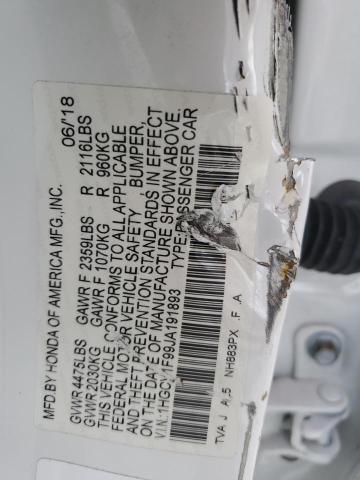 MFD.BY HONDA OF AMERICA MFG.,INC. 06/18
GVWR 4475LBS GAWR F 2359LBS R 2116LBS
GVWR 2030KG GAWR F 1070KG R 960KG
THIS VEHICLE CONFORMS TO ALL APPLICABLE
FEDERAL MOTOR VEHICLE SAFETY BUMPER,
AND THEFT PREVENTION STANDARDS IN EFFECT
ON THE DATE OF MANUFACTURE SHOWN ABOVE.
V.I.N.:1HGCV1F99JA191893 TYPE:PASSENGER CAR
TVA J A,5 NH883PX F A